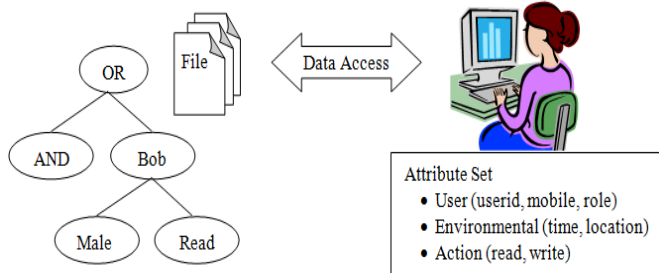 OR
File
Data Access
AND
Bob
Male
Read
Attribute Set
• User (userid, mobile, role)
• Environmental (time, location)
• Action (read, write)